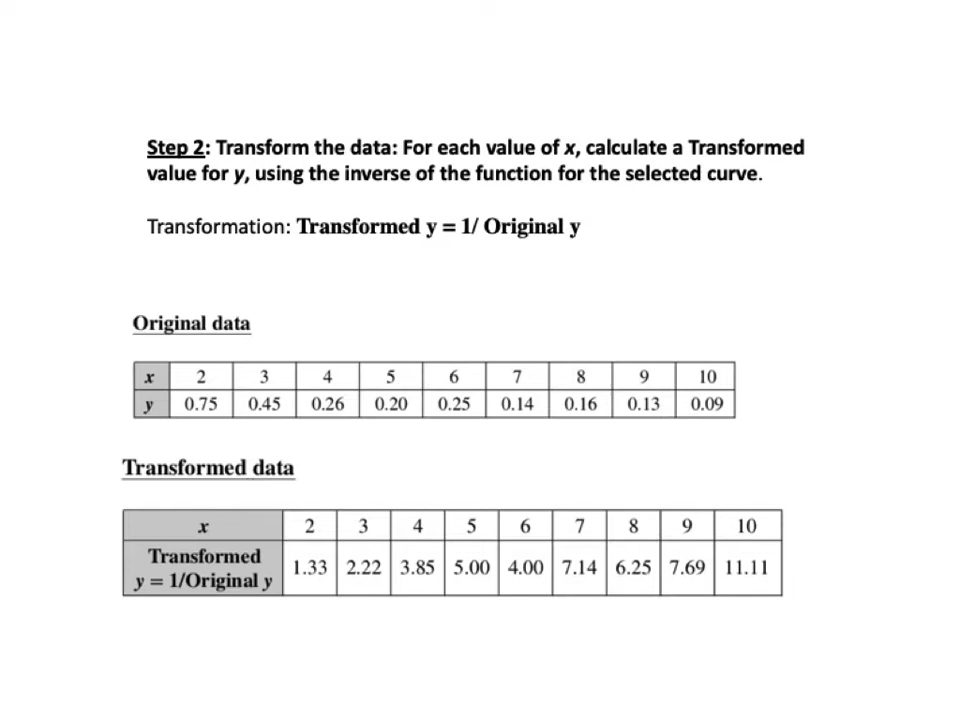 Step 2: Transform the data: For each value of x, calculate a Transformed
value for y, using the inverse of the function for the selected curve.
Transformation: Transformed y = 1/ Original y
Original data
x 2 3 4 5 6 7 8 9 10
y 0.75 0.45 0.26 0.20 0.25 0.14 0.16 0.13 0.09
Transformed data
x 2 3 4 5 6 7 8 9 10
Transformed
y = 1/Original y 1.33 2.22 3.85 5.00 4.00 7.14 6.25 7.69 11.11